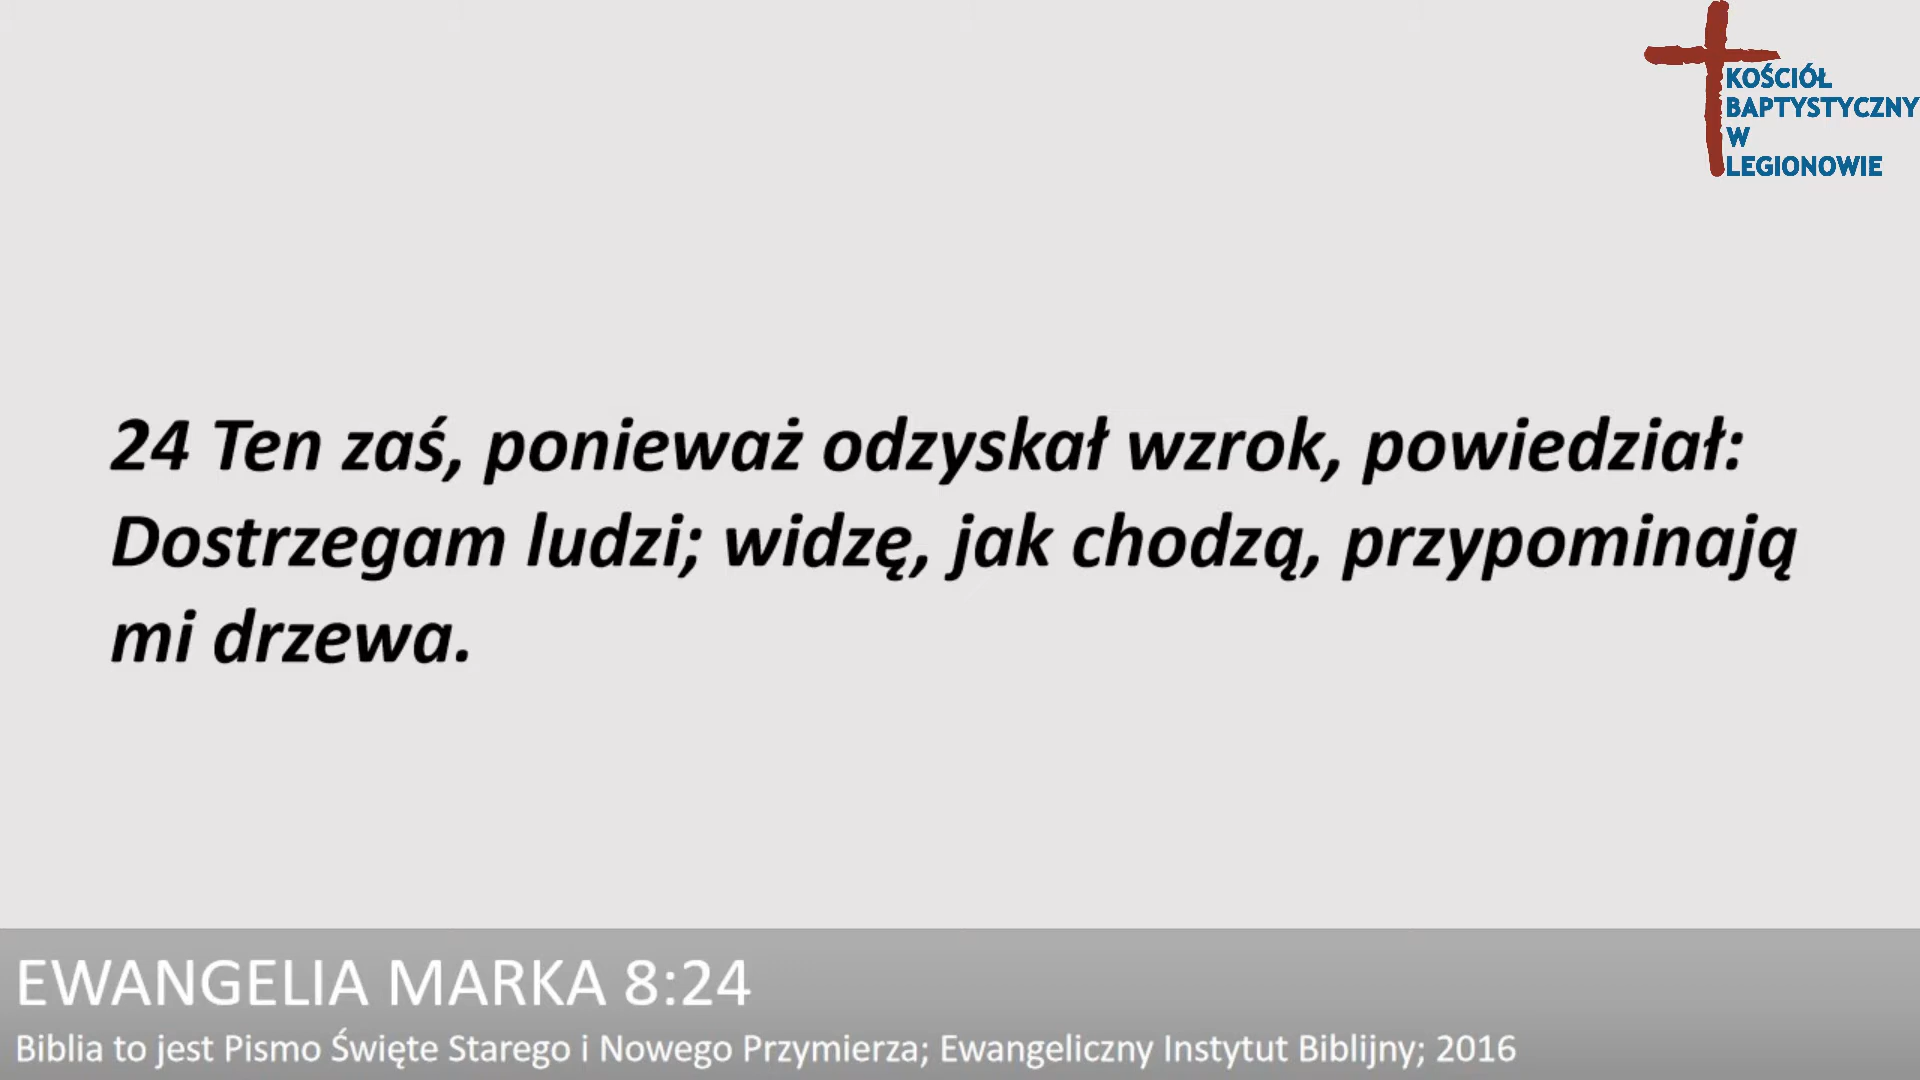 KOŚCIÓŁ
BAPTYSTYCZNY
W
LEGIONOWIE
24 Ten zaś, ponieważ odzyskał wzrok, powiedział:
Dostrzegam ludzi; widzę, jak chodzą, przypominają
mi drzewa.
EWANGELIA MARKA 8:24
Biblia to jest Pismo Święte Starego i Nowego Przymierza; Ewangeliczny Instytut Biblijny; 2016